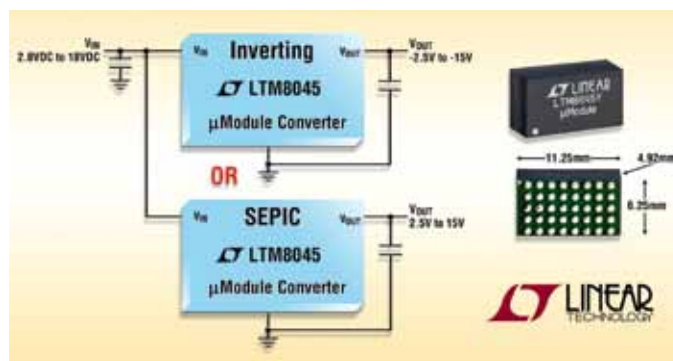 VIN
2.8VDC to 18VDC
VIN
Inverting
VOUT
LTM8045
µModule Converter
VOUT
-2.5V to -15V
OR
VIN
SEPIC
VOUT
LTM8045
µModule Converter
VOUT
2.5V to 15V
LINEAR
LTM8045Y
µModule
11.25mm
4.92mm
6.25mm
LINEAR
TECHNOLOGY